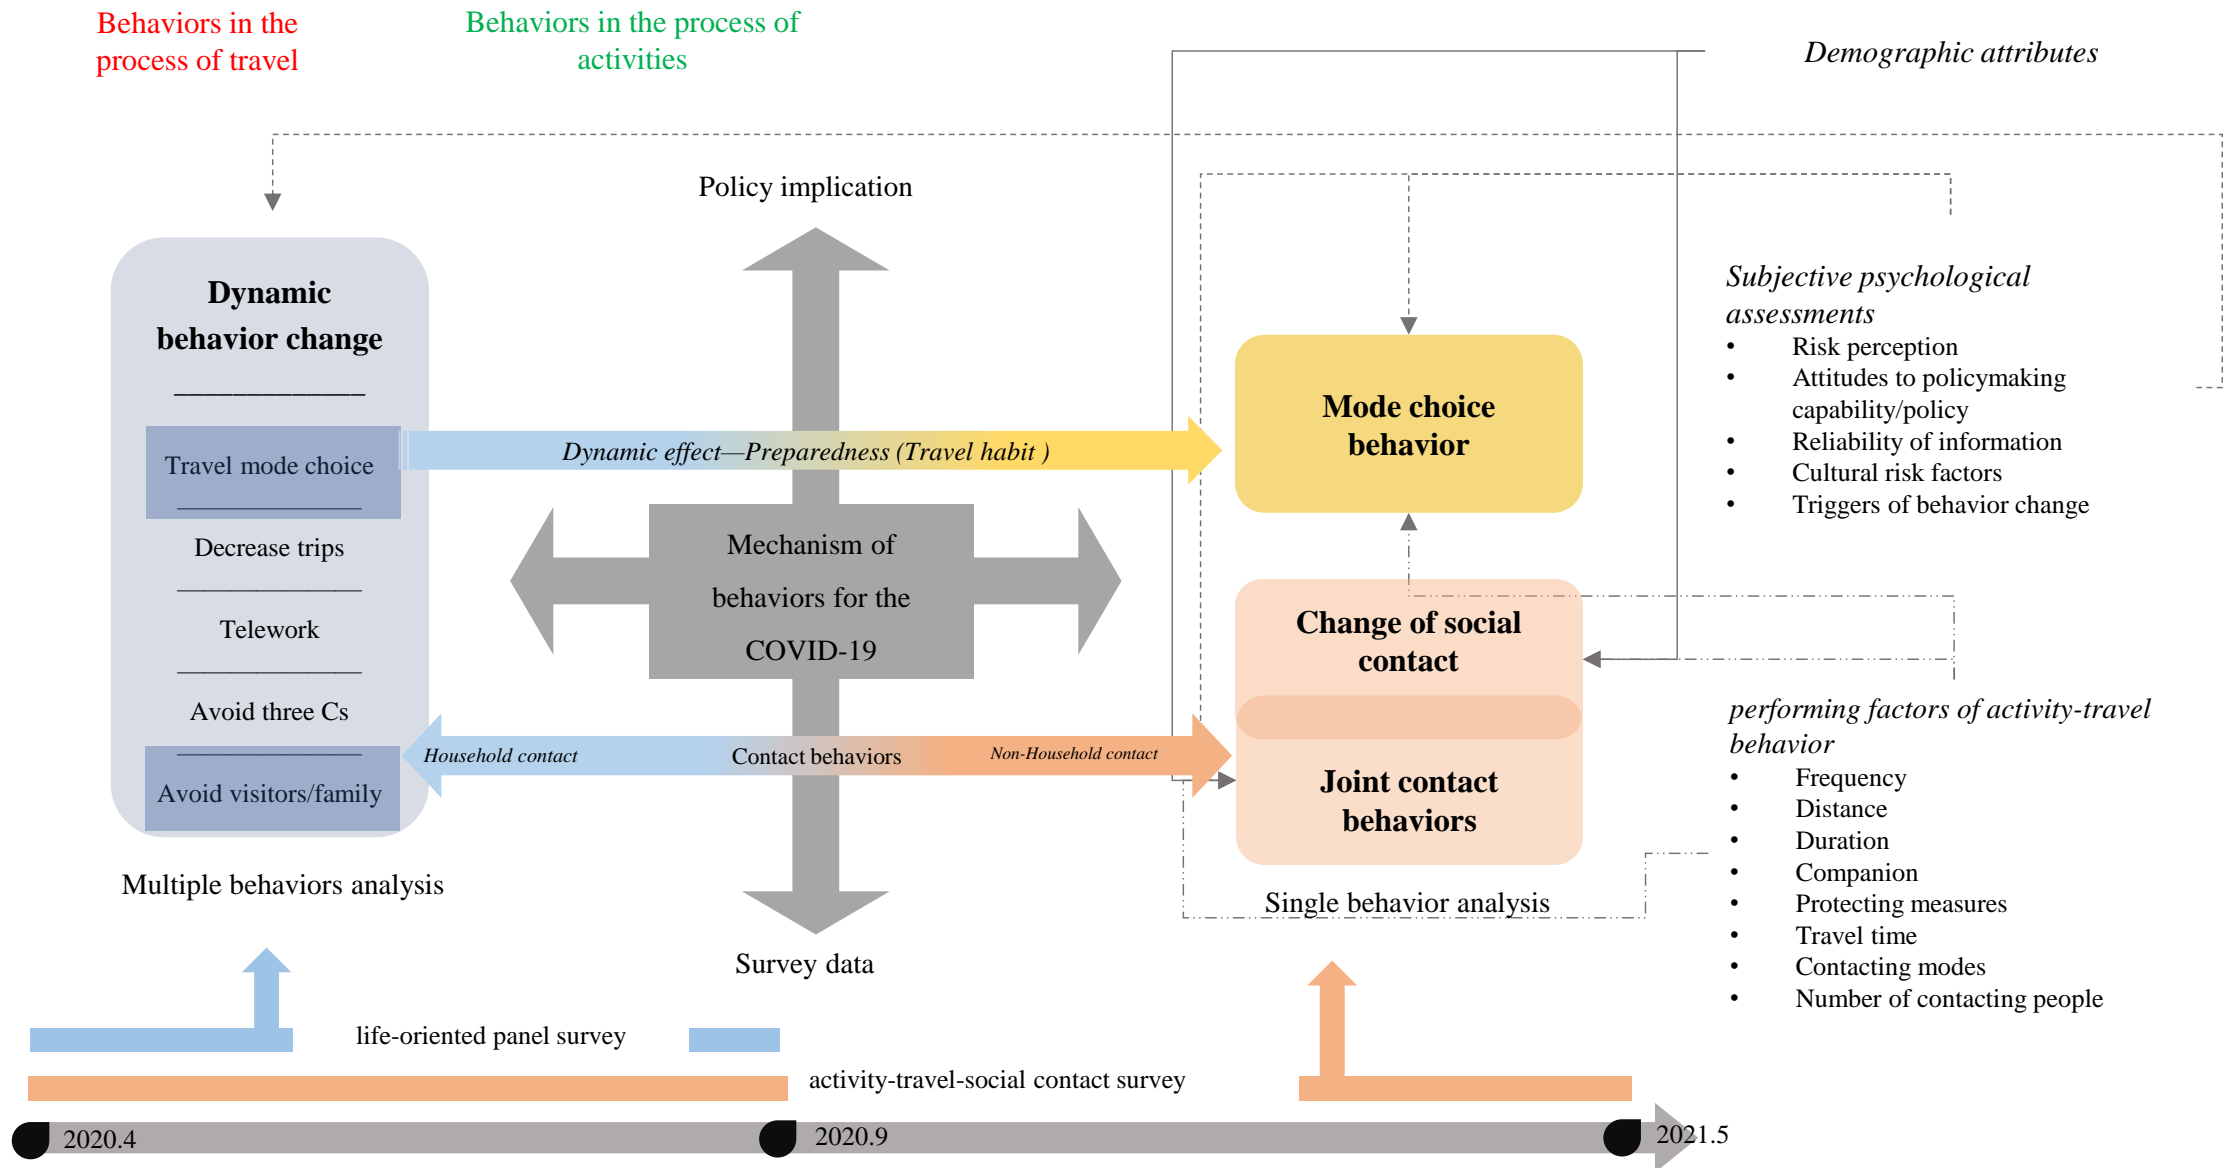 Behaviors in the
process of travel
Behaviors in the process of
activities
Demographic attributes
Policy implication
Dynamic
behavior change
Travel mode choice
Decrease trips
Telework
Avoid three Cs
Avoid visitors/family
Multiple behaviors analysis
Dynamic effect—Preparedness (Travel habit )
Mechanism of
behaviors for the
COVID-19
Household contact
Contact behaviors
Non-Household contact
Survey data
Mode choice
behavior
Change of social
contact
Joint contact
behaviors
Single behavior analysis
Subjective psychological
assessments
• Risk perception
• Attitudes to policymaking
capability/policy
• Reliability of information
• Cultural risk factors
• Triggers of behavior change
performing factors of activity-travel
behavior
• Frequency
• Distance
• Duration
• Companion
• Protecting measures
• Travel time
• Contacting modes
• Number of contacting people
life-oriented panel survey
activity-travel-social contact survey
2020.4
2020.9
2021.5